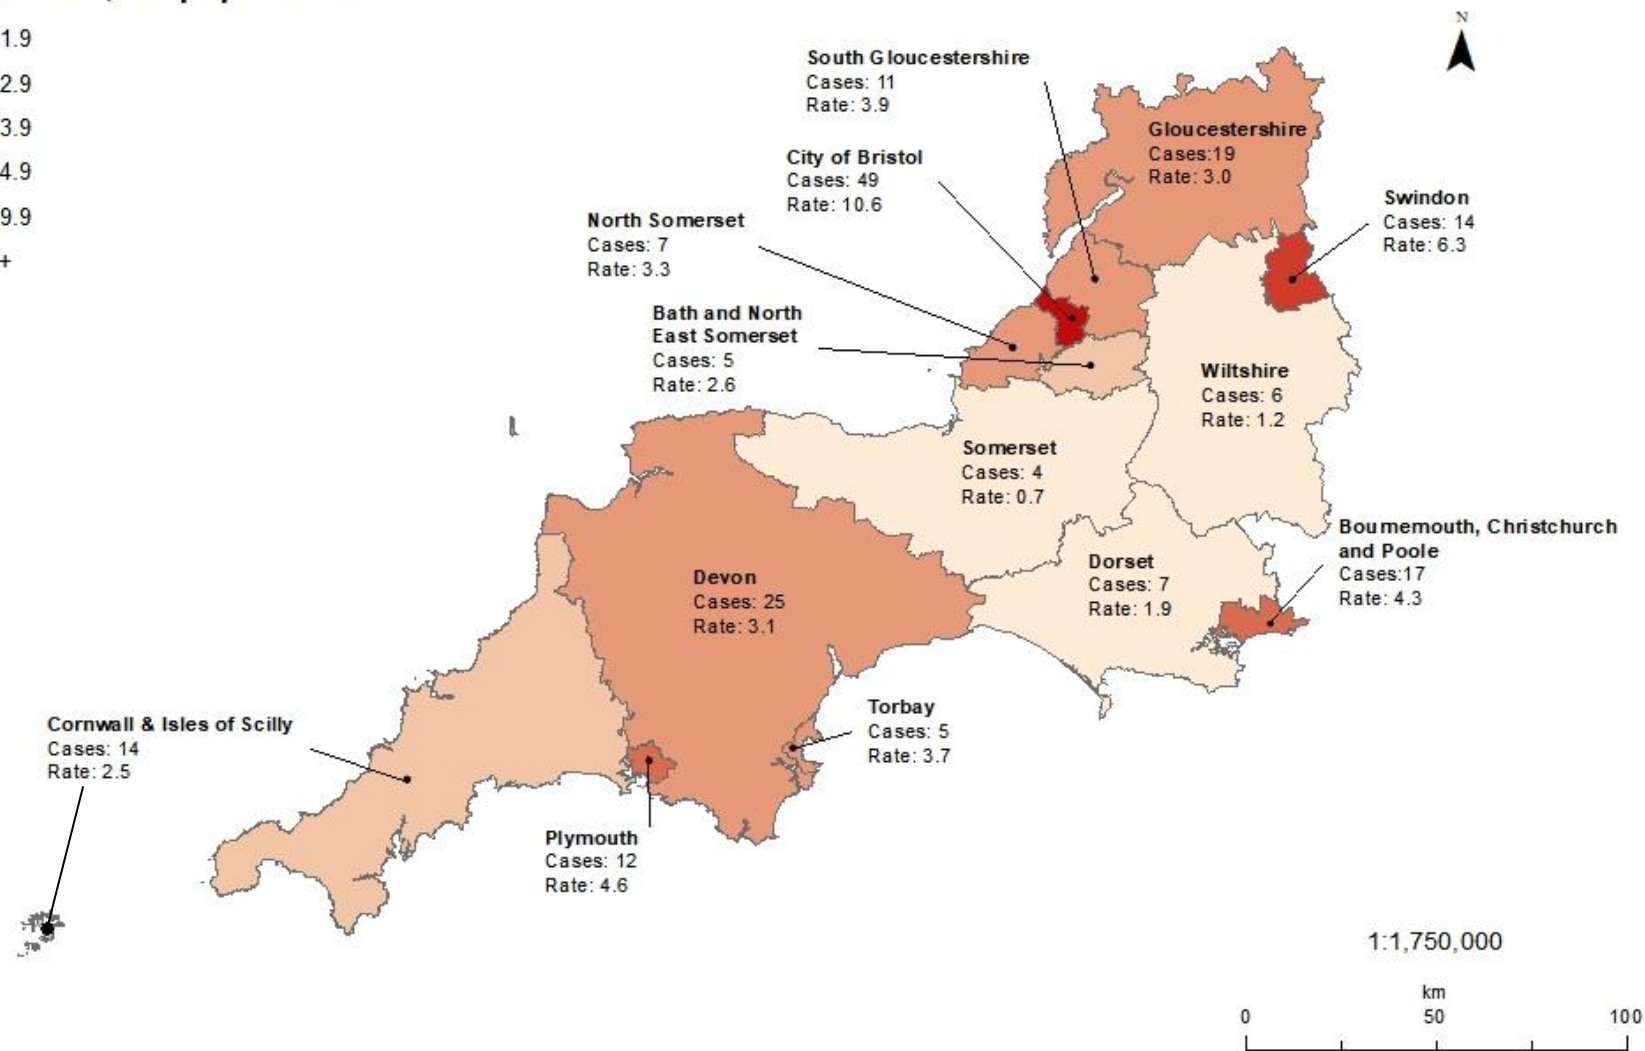 1.9
2.9
3.9
4.9
9.9
+
N
South Gloucestershire
Cases: 11
Rate: 3.9
Gloucestershire
Cases:19
Rate: 3.0
City of Bristol
Cases: 49
Rate: 10.6
Swindon
Cases: 14
Rate: 6.3
North Somerset
Cases: 7
Rate: 3.3
Bath and North
East Somerset
Cases: 5
Rate: 2.6
Wiltshire
Cases: 6
Rate: 1.2
Somerset
Cases: 4
Rate: 0.7
Bournemouth, Christchurch
and Poole
Cases:17
Rate: 4.3
Dorset
Cases: 7
Rate: 1.9
Devon
Cases: 25
Rate: 3.1
Torbay
Cases: 5
Rate: 3.7
Cornwall & Isles of Scilly
Cases: 14
Rate: 2.5
Plymouth
Cases: 12
Rate: 4.6
1:1,750,000
km
0 50 100